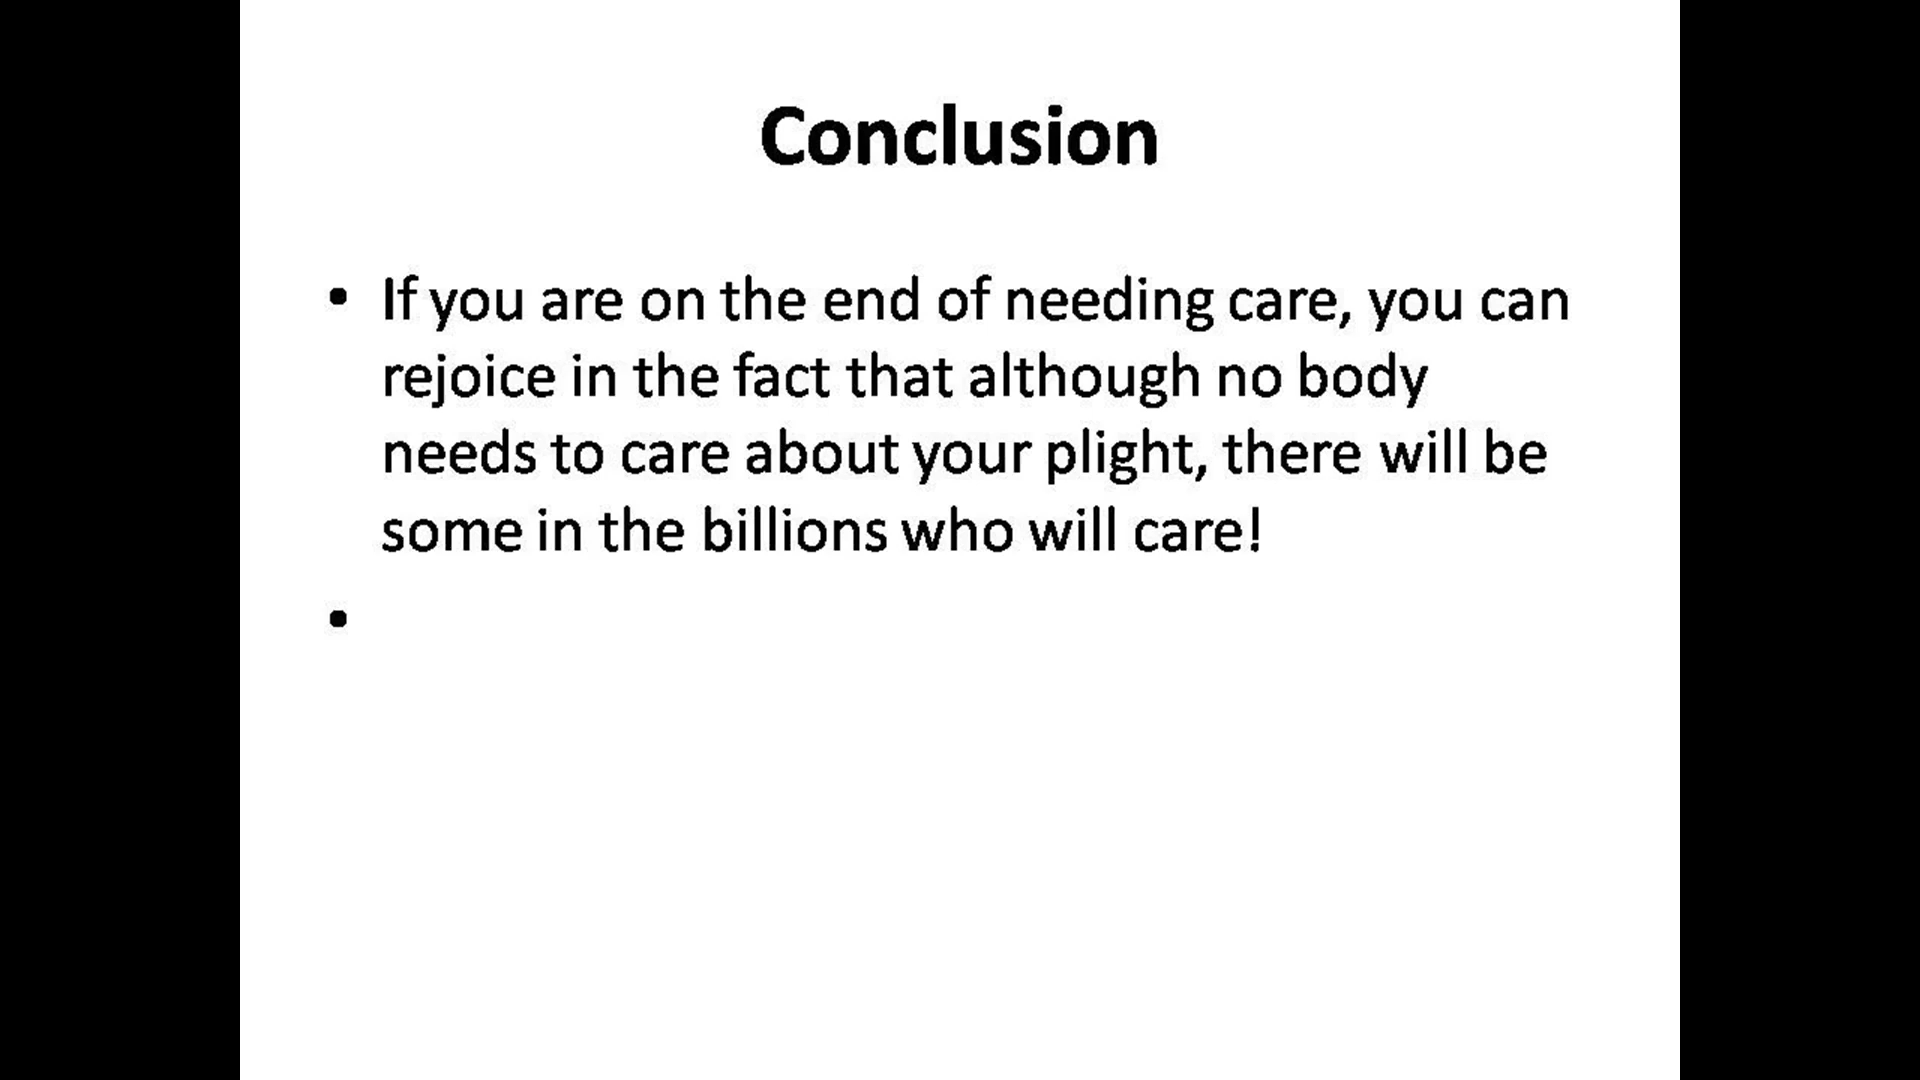 Conclusion
• If you are on the end of needing care, you can
rejoice in the fact that although no body
needs to care about your plight, there will be
some in the billions who will care!
•